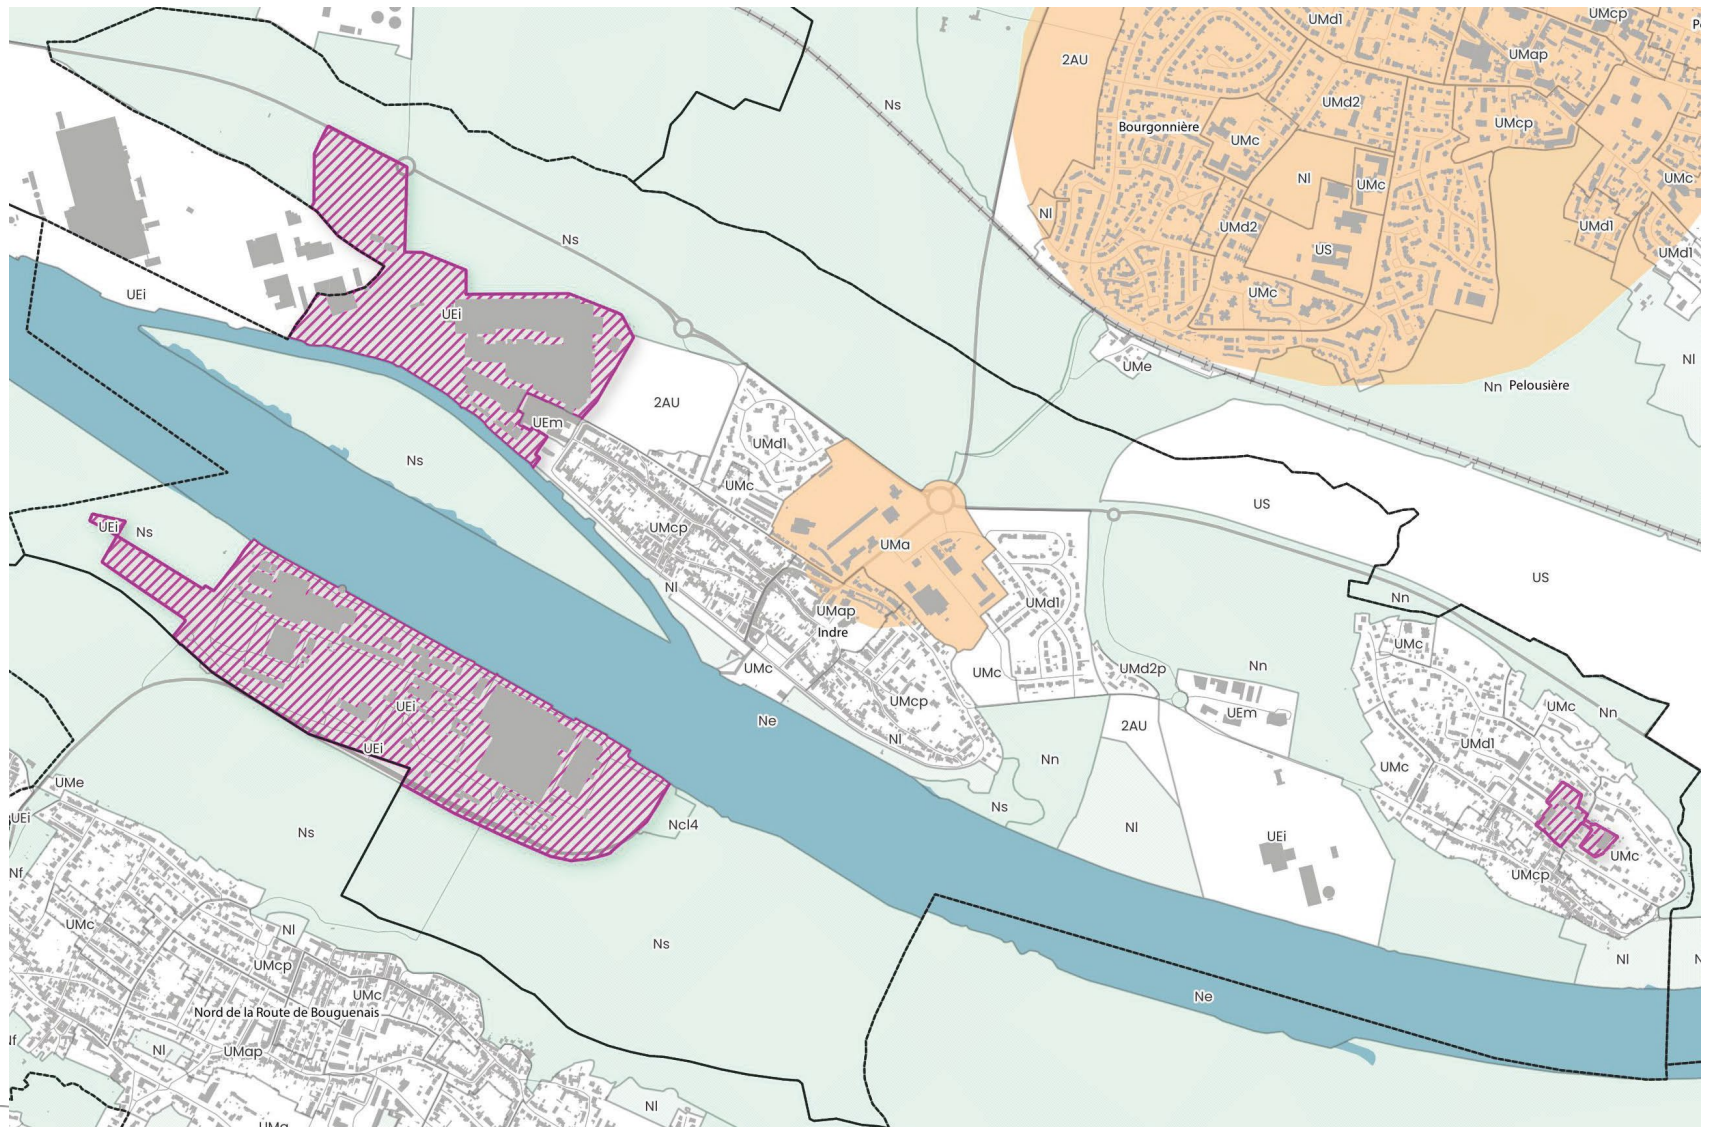 UMcp
UMd1
UMap
2AU
Ns
UMd2
UMcp
Bourgonnière
UMc
Nl
UMc
UMc
Nl
UMd2
UMd1
Ns
US
UMd1
UEi
UMc
UEi
Nl
UMe
Nn
Pelousière
2AU
UEm
UMd1
Ns
UMc
US
UEi
Ns
UMcp
UMa
US
Nl
Nn
UMd1
UMap
Indre
UMc
UMc
UMc
UMd2p
Nn
UMcp
UEi
UMc
Nn
Ne
UEm
2AU
Nl
UMd1
UEi
Nn
UMc
UMe
Ns
UEi
Ncl4
Nl
Ns
UEi
UMc
Nf
UMcp
UMc
Nl
Ns
Nl
UMcp
UMc
Ne
Nord de la Route de Bouguenais
Nl
UMap
Nl